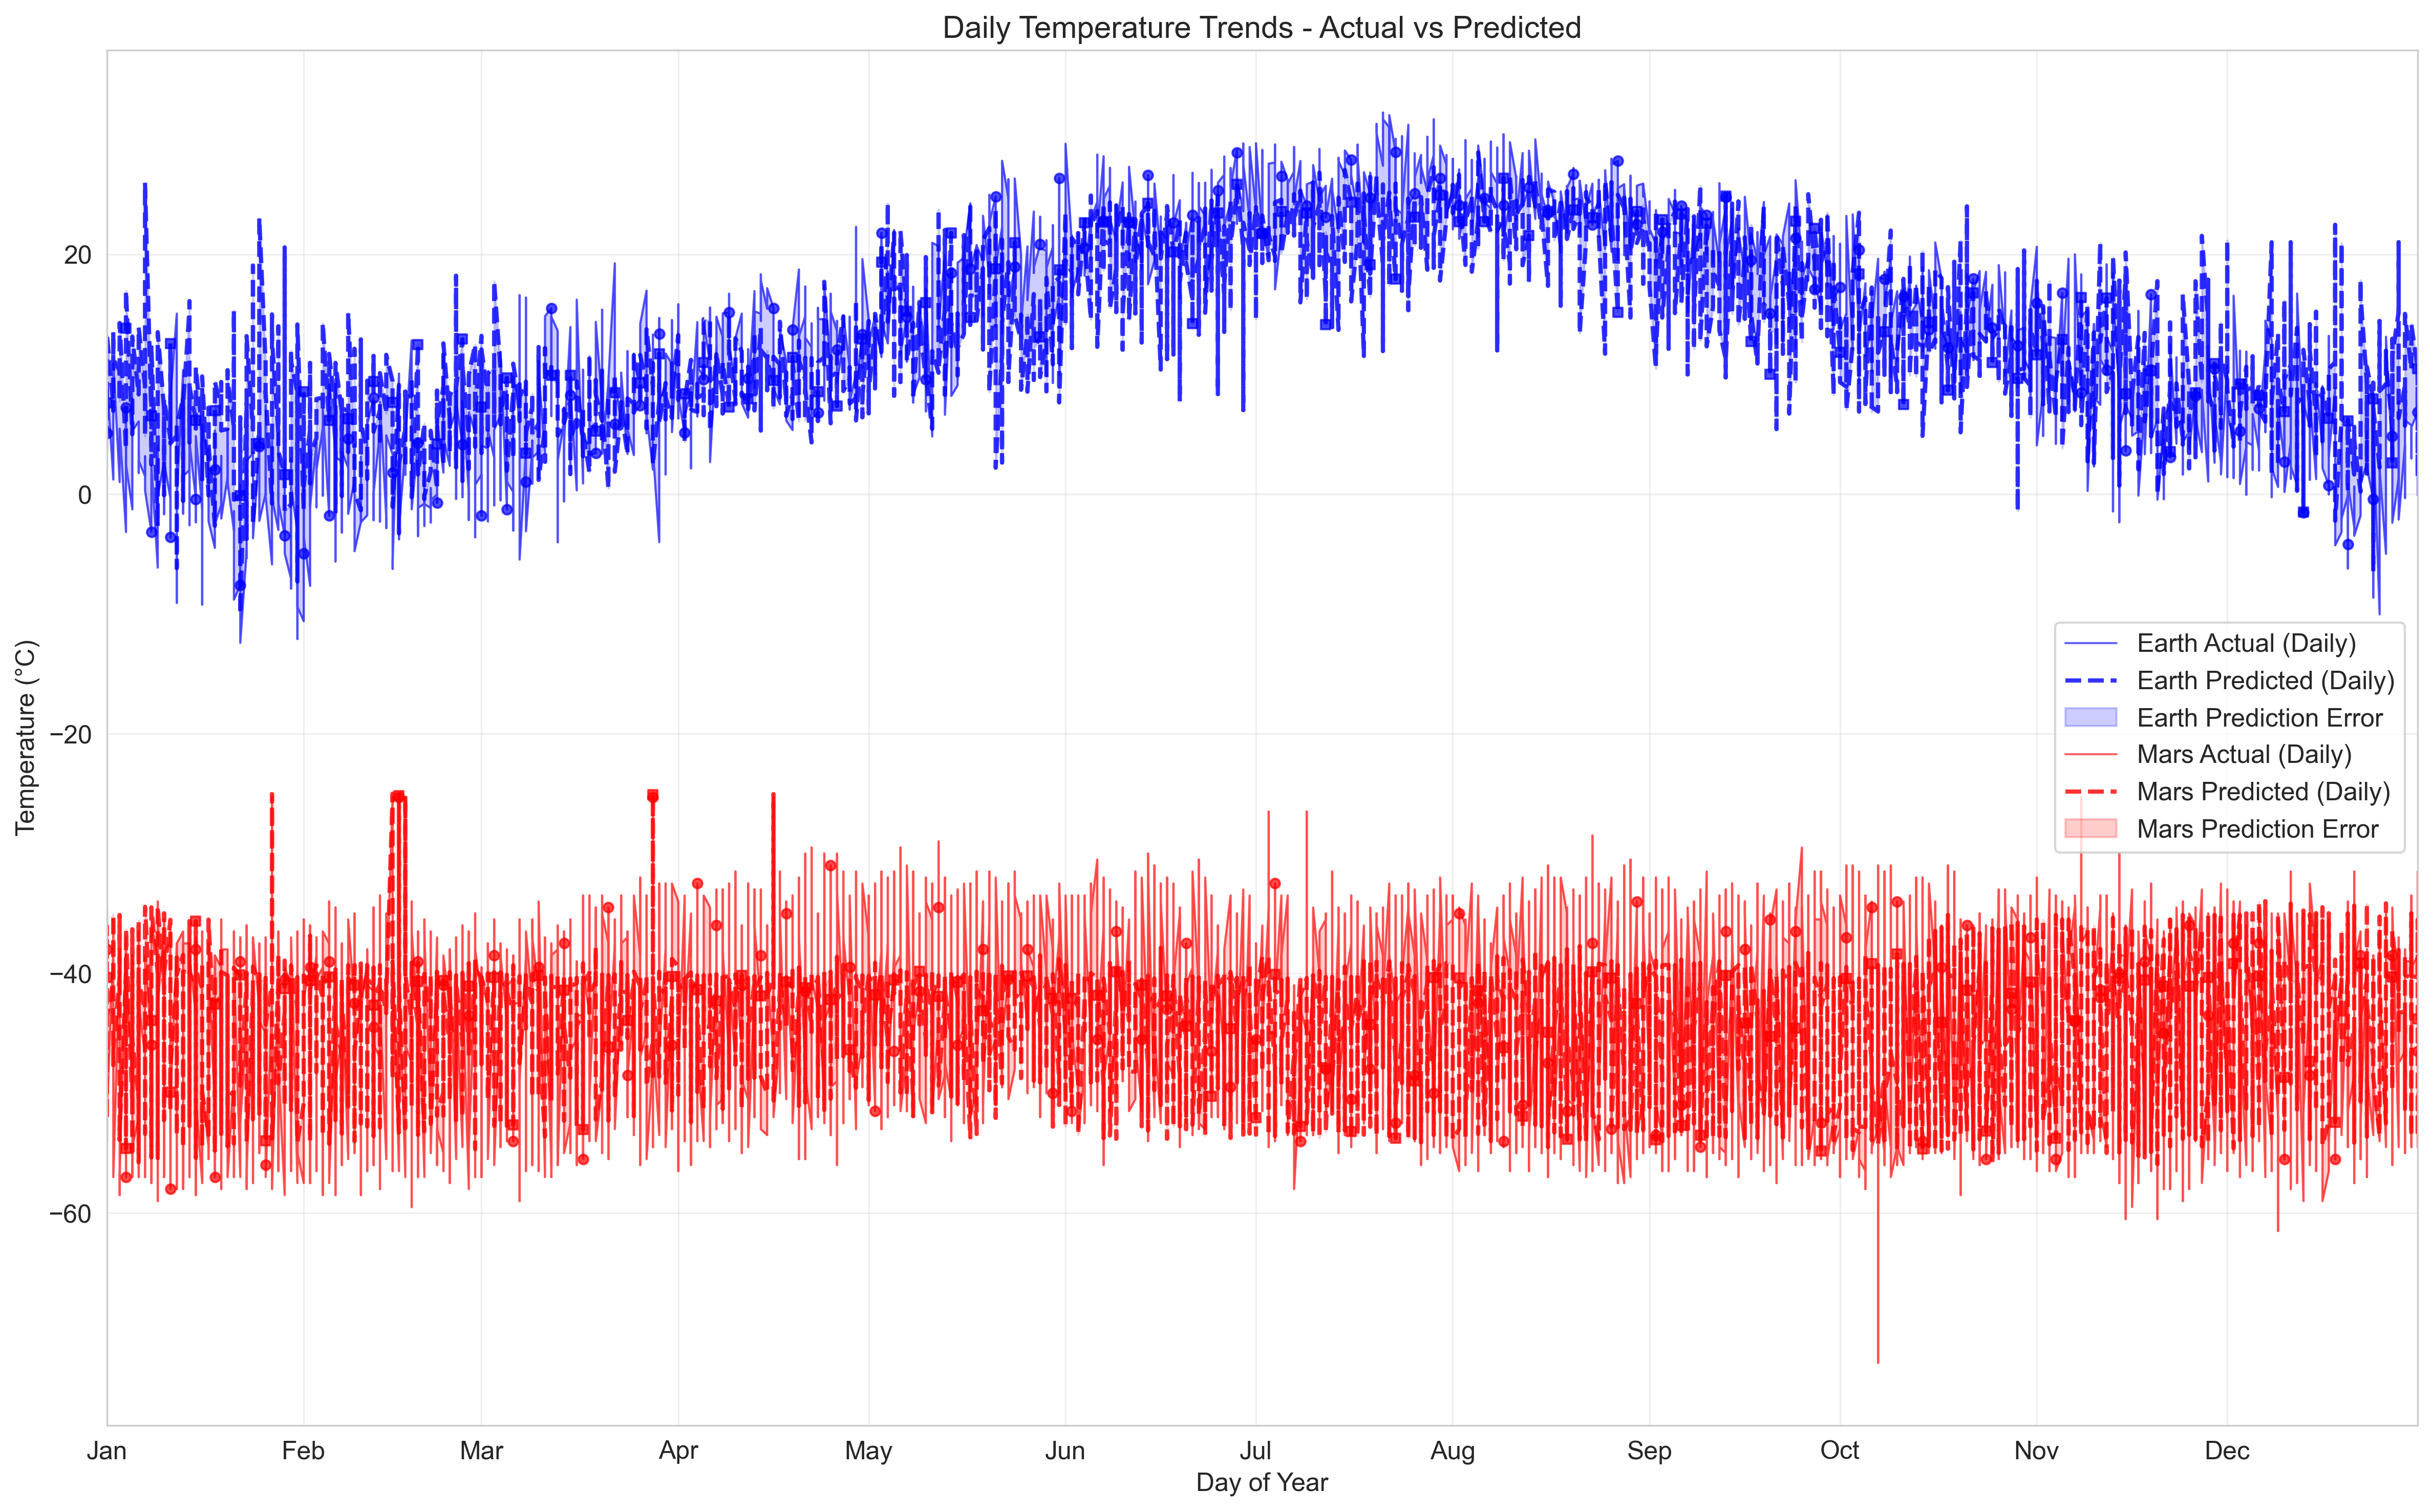 Daily Temperature Trends - Actual vs Predicted
Temperature (°C)
20
0
−20
−40
−60
Earth Actual (Daily)
Earth Predicted (Daily)
Earth Prediction Error
Mars Actual (Daily)
Mars Predicted (Daily)
Mars Prediction Error
Jan Feb Mar Apr May Jun Jul Aug Sep Oct Nov Dec
Day of Year